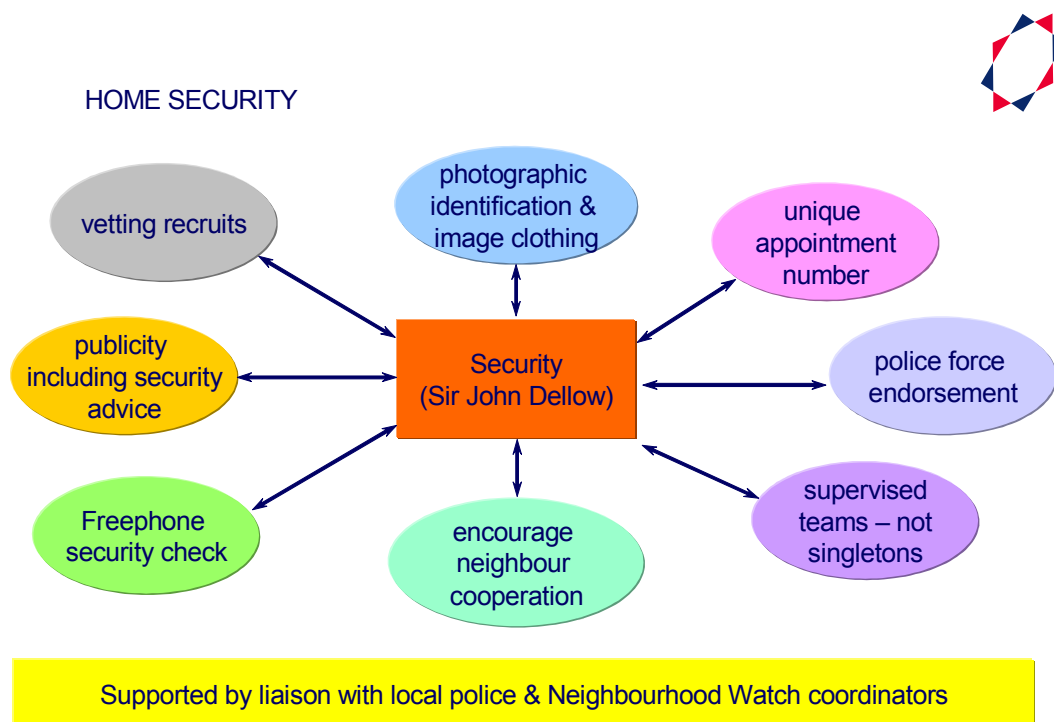 HOME SECURITY
photographic
identification &
image clothing
vetting recruits
unique
appointment
number
publicity
including security
advice
Security
(Sir John Dellow)
police force
endorsement
Freephone
security check
encourage
neighbour
cooperation
supervised
teams – not
singletons
Supported by liaison with local police & Neighbourhood Watch coordinators